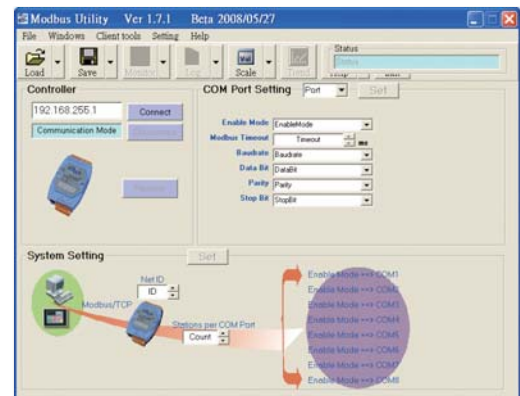 Modbus Utility Ver 1.7.1 Beta 2008/05/27
File Windows Client tools Setting Help
Load Save Monitor Log Scale Trend
Status
Status
Controller
192.168.255.1 Connect
Communication Mode
COM Port Setting Port Set
Enable Mode EnableMode
Modbus Timeout Timeout ms
Baudrate Baudrate
Data Bit DataBit
Parity Parity
Stop Bit StopBit
System Setting Set
Net ID
ID
Modbus/TCP
Stations per COM Port
Count
Enable Mode ==> COM1
Enable Mode ==> COM2
Enable Mode ==> COM3
Enable Mode ==> COM4
Enable Mode ==> COM5
Enable Mode ==> COM6
Enable Mode ==> COM7
Enable Mode ==> COM8